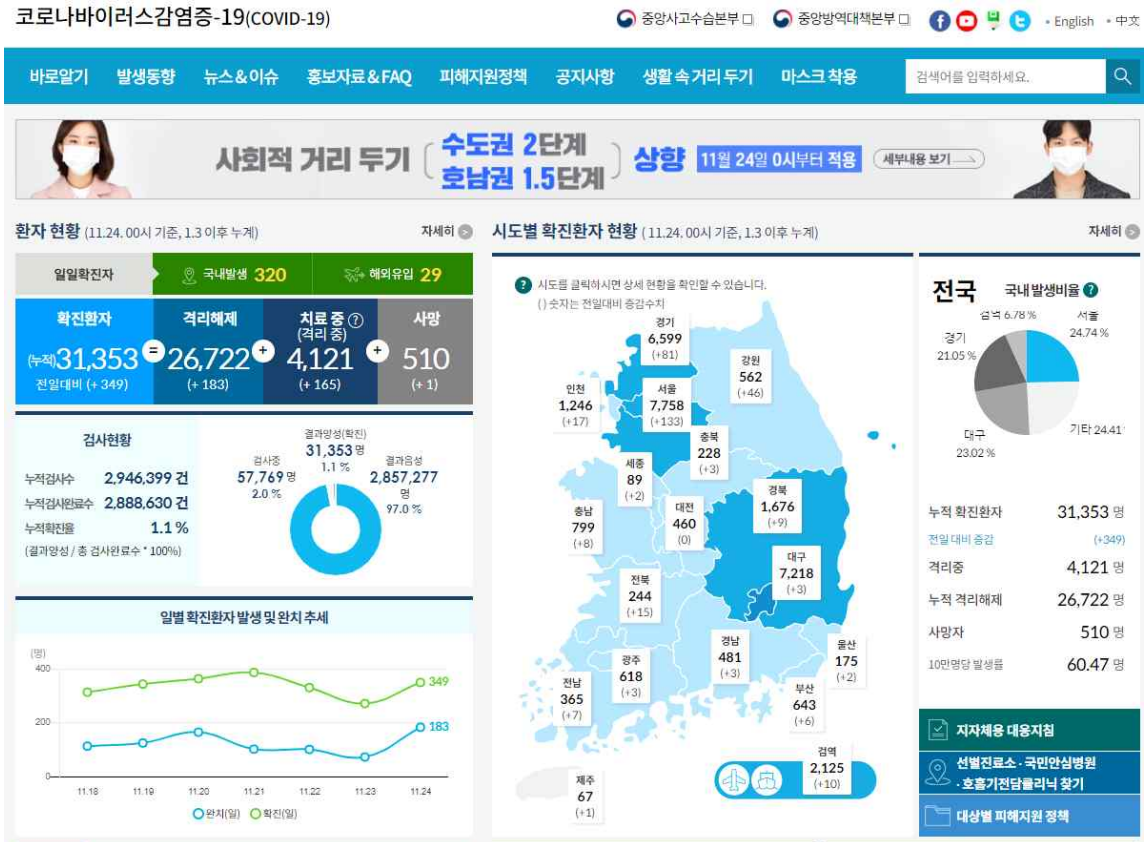 코로나바이러스감염증-19(COVID-19)
중앙사고수습본부
중앙방역대책본부
English
中文
바로알기 발생동향 뉴스&이슈 홍보자료&FAQ 피해지원정책 공지사항 생활 속 거리 두기 마스크 착용
검색어를 입력하세요.
사회적 거리 두기
수도권 2단계
호남권 1.5단계
상향
11월 24일 0시부터 적용
세부내용 보기
환자 현황 (11.24. 00시 기준, 1.3 이후 누계)
자세히
일일확진자
국내발생 320
해외유입 29
확진환자
(누적)31,353
전일대비 (+ 349)
=
격리해제
26,722
(+ 183)
+
치료 중 ?
(격리 중)
4,121
(+ 165)
+
사망
510
(+ 1)
검사현황
누적검사수 2,946,399 건
누적검사완료수 2,888,630 건
누적확진율 1.1 %
(결과양성 / 총 검사완료수 * 100%)
결과양성(확진)
31,353 명
1.1 %
검사중
57,769 명
2.0 %
결과음성
2,857,277
명
97.0 %
일별 확진환자 발생 및 완치 추세
(명)
400
200
0
349
183
11.18 11.19 11.20 11.21 11.22 11.23 11.24
완치(일) 확진(일)
시도별 확진환자 현황 ( 11.24. 00시 기준, 1.3 이후 누계)
자세히
? 시도를 클릭하시면 상세 현황을 확인할 수 있습니다.
( ) 숫자는 전일대비 증감수치
경기
6,599
(+81)
강원
562
(+46)
인천
1,246
(+17)
서울
7,758
(+133)
충북
228
(+3)
세종
89
(+2)
경북
1,676
(+9)
충남
799
(+8)
대전
460
(0)
대구
7,218
(+3)
전북
244
(+15)
경남
481
(+3)
울산
175
(+2)
광주
618
(+3)
전남
365
(+7)
부산
643
(+6)
검역
2,125
(+10)
제주
67
(+1)
전국
국내 발생비율 ?
검역 6.78 %
서울
24.74 %
경기
21.05 %
대구
23.02 %
기타 24.41
누적 확진환자 31,353 명
전일 대비 증감 (+349)
격리중 4,121 명
누적 격리해제 26,722 명
사망자 510 명
10만명당 발생률 60.47 명
지자체용 대응지침
선별진료소 · 국민안심병원
· 호흡기전담클리닉 찾기
대상별 피해지원 정책